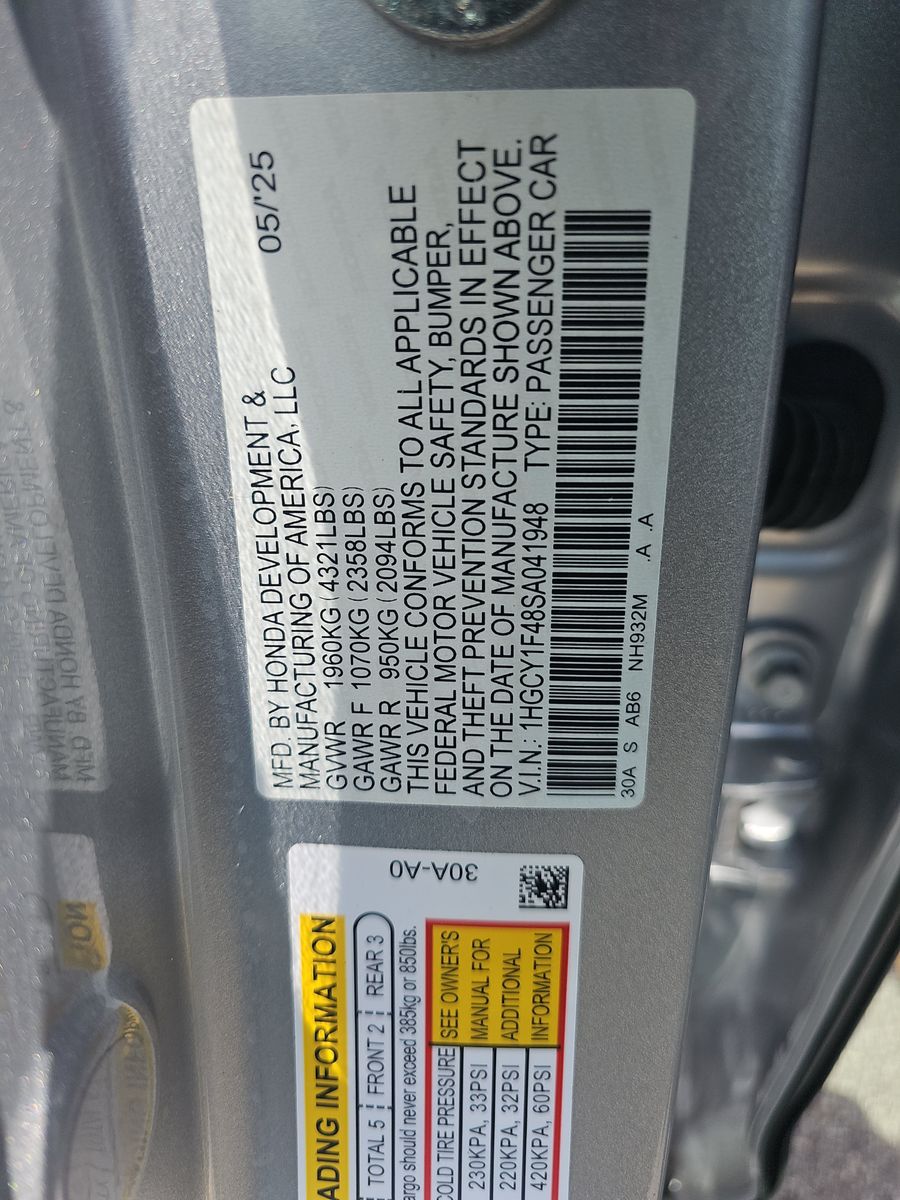 MFD. BY HONDA DEVELOPMENT & 05/'25
MANUFACTURING OF AMERICA, LLC
GVWR 1960KG (4321LBS)
GAWR F 1070KG (2358LBS)
GAWR R 950KG (2094LBS)
THIS VEHICLE CONFORMS TO ALL APPLICABLE
FEDERAL MOTOR VEHICLE SAFETY, BUMPER,
AND THEFT PREVENTION STANDARDS IN EFFECT
ON THE DATE OF MANUFACTURE SHOWN ABOVE.
V.I.N.: 1HGCY1F48SA041948 TYPE: PASSENGER CAR
30A S AB6 NH932M .A .A
30A-A0
ADING INFORMATION
TOTAL 5 FRONT 2 REAR 3
argo should never exceed 385kg or 850lbs.
COLD TIRE PRESSURE SEE OWNER'S
230KPA, 33PSI MANUAL FOR
220KPA, 32PSI ADDITIONAL
420KPA, 60PSI INFORMATION